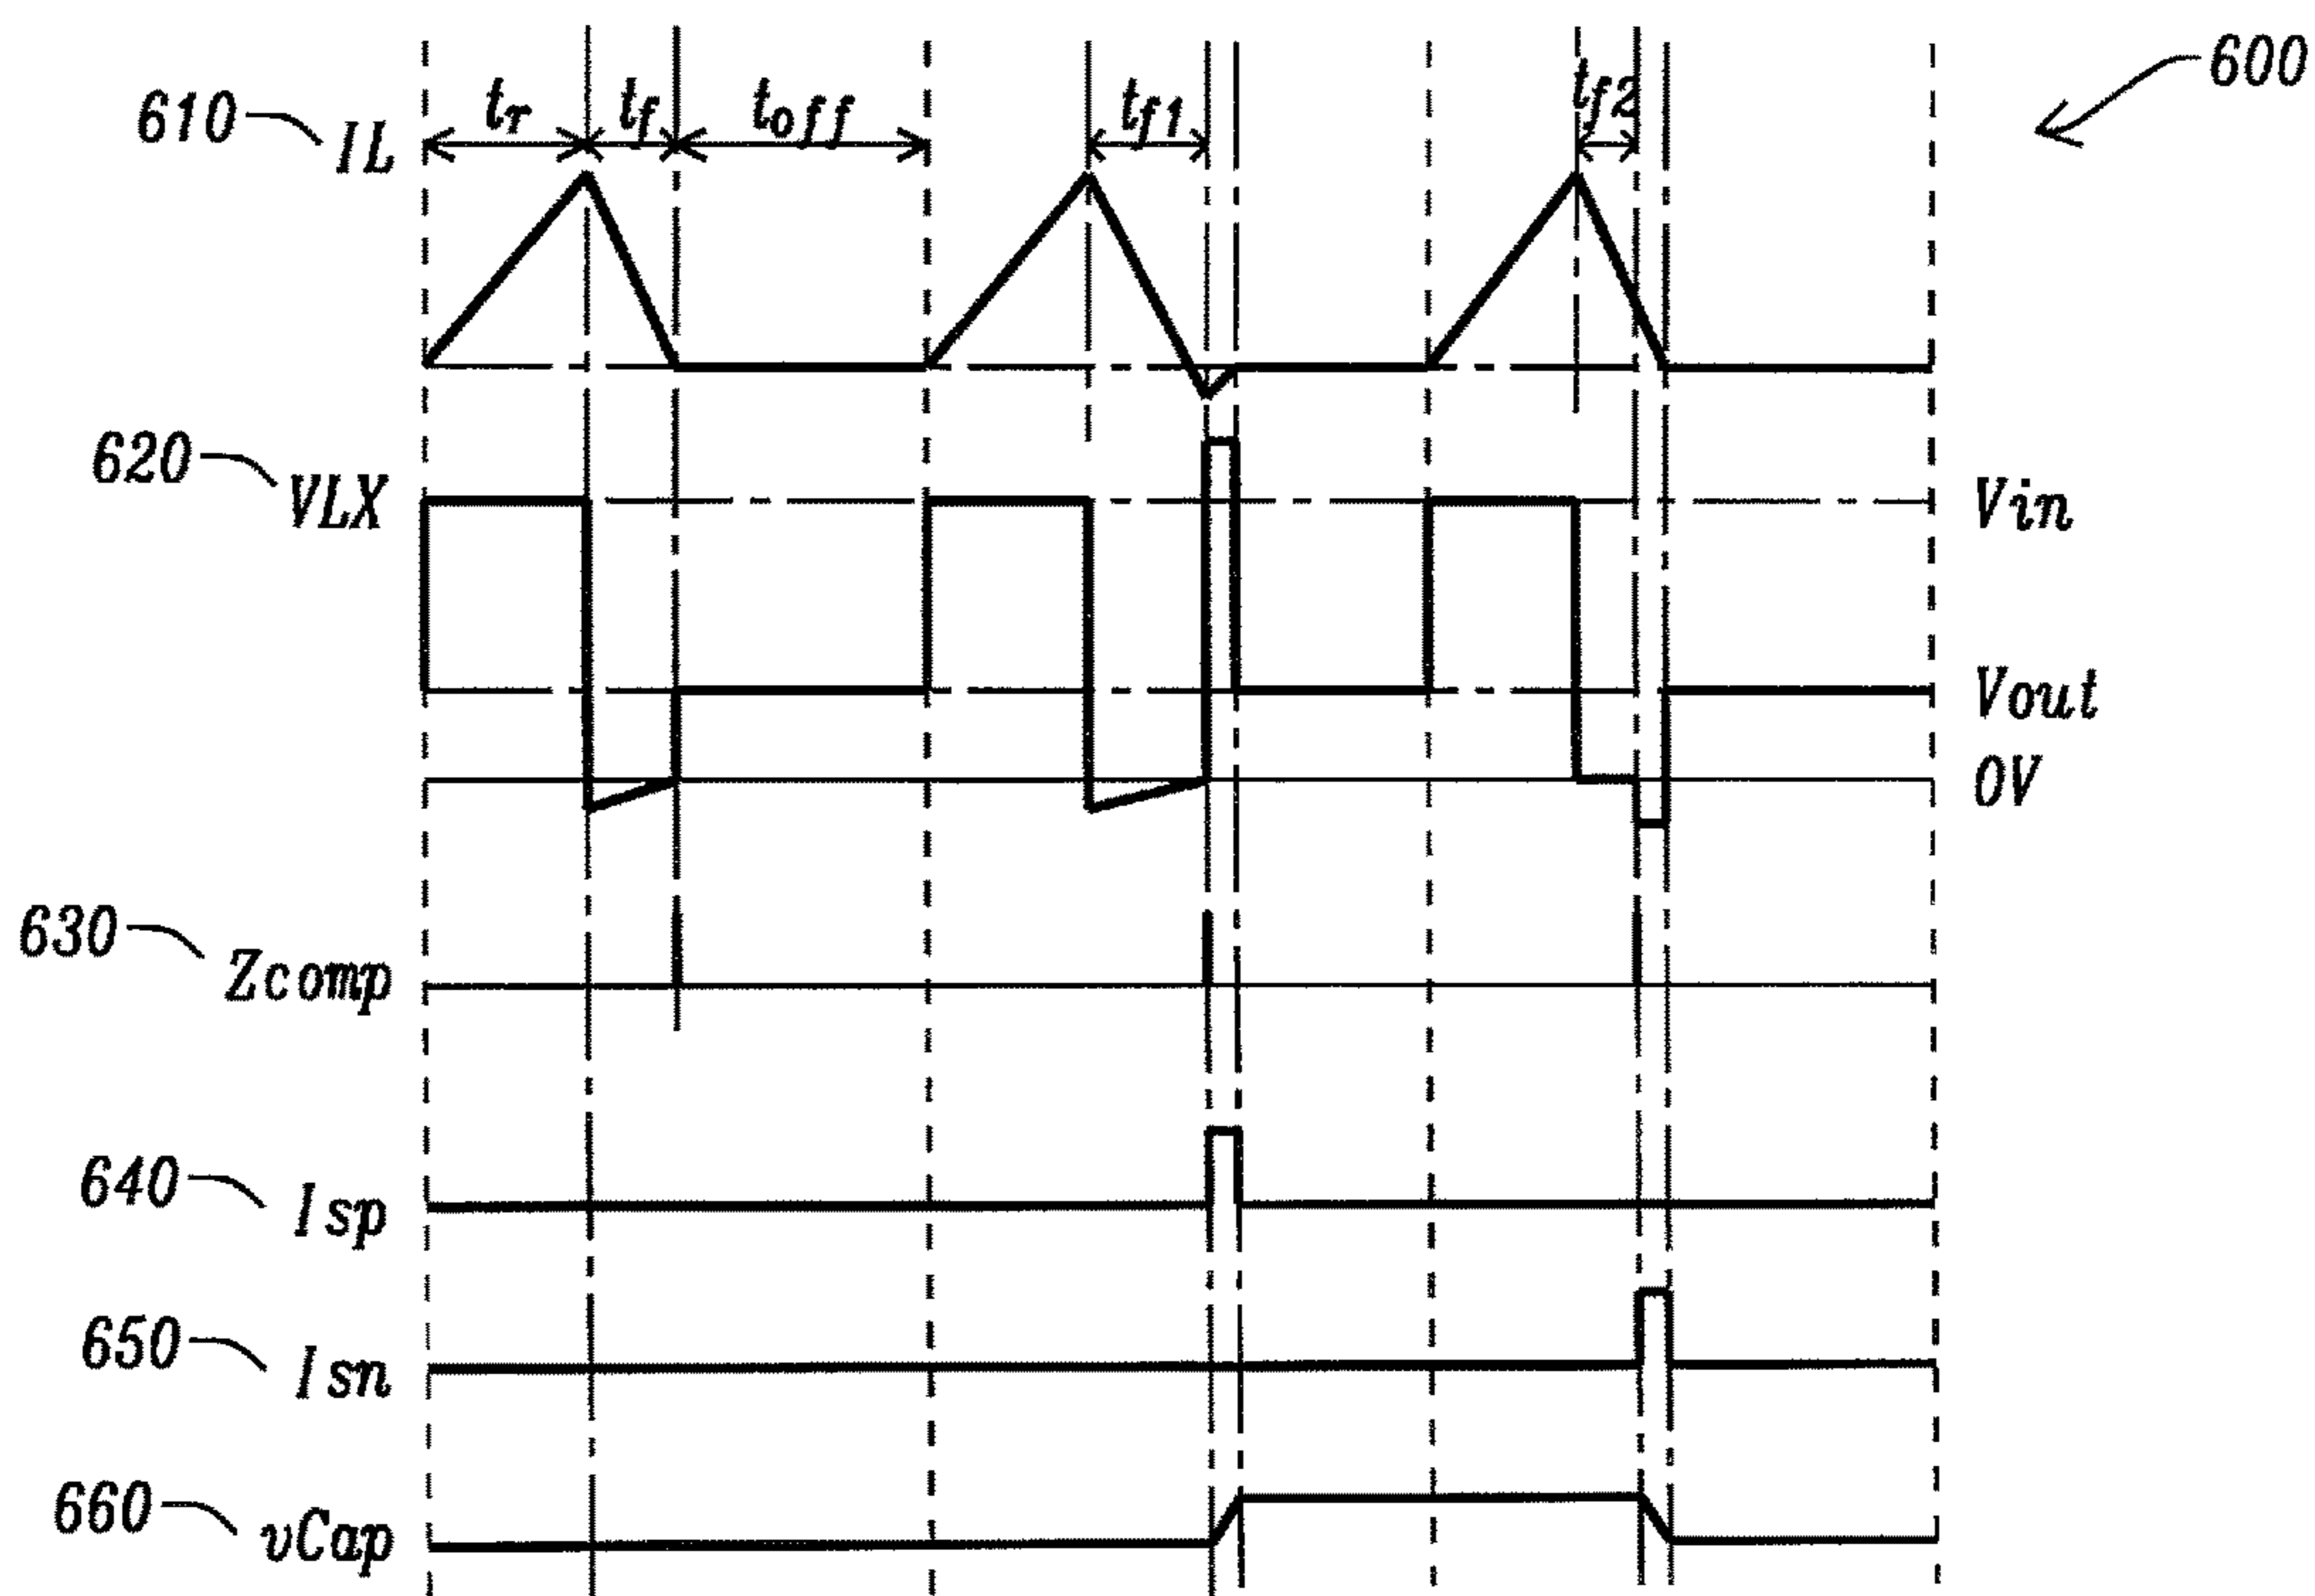 600
610 IL tr tf toff tf1 tf2
620 VLX Vin
Vout
0V
630 Zcomp
640 Isp
650 Isn
660 vCap